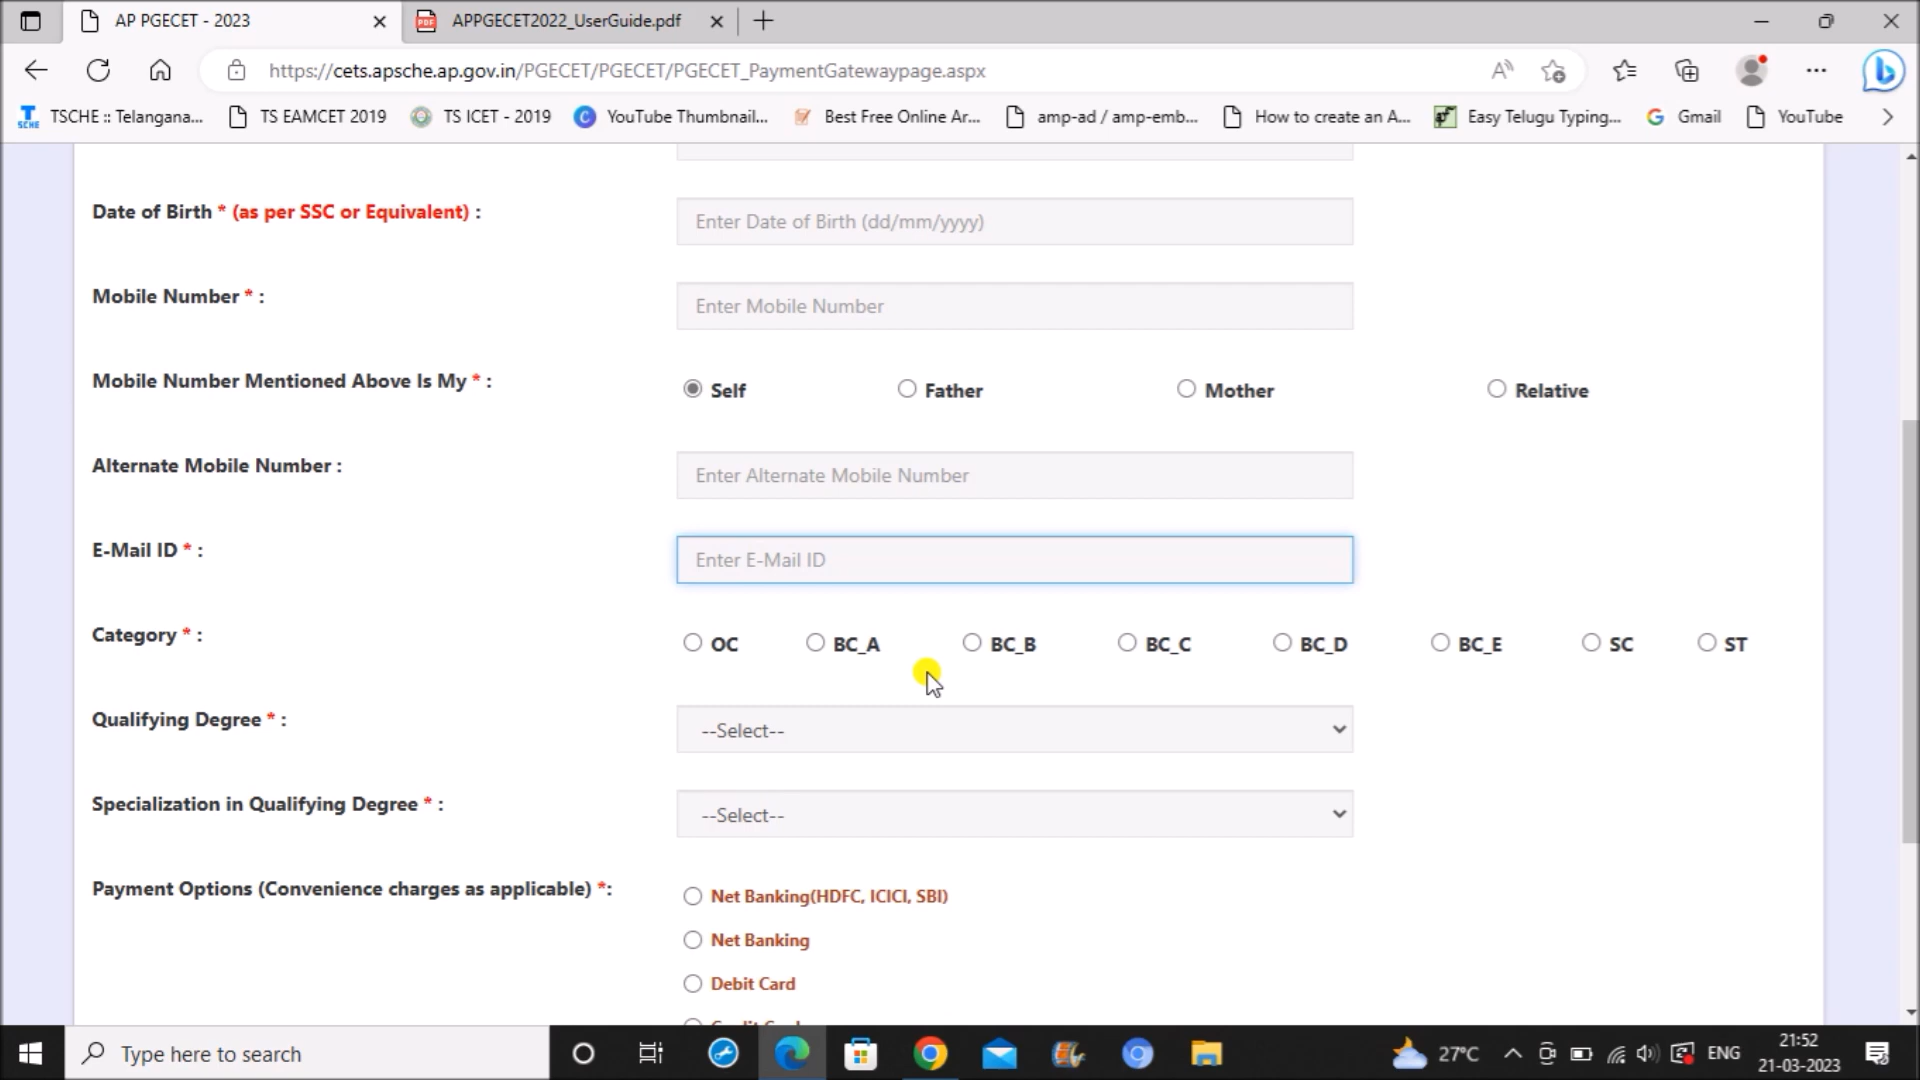 AP PGECET - 2023
APPGECET2022_UserGuide.pdf
https://cets.apsche.ap.gov.in/PGECET/PGECET/PGECET_PaymentGatewaypage.aspx
TSCHE :: Telangana...
TS EAMCET 2019
TS ICET - 2019
YouTube Thumbnail...
Best Free Online Ar...
amp-ad / amp-emb...
How to create an A...
Easy Telugu Typing...
Gmail
YouTube
Date of Birth * (as per SSC or Equivalent) :
Enter Date of Birth (dd/mm/yyyy)
Mobile Number * :
Enter Mobile Number
Mobile Number Mentioned Above Is My * :
Self Father Mother Relative
Alternate Mobile Number :
Enter Alternate Mobile Number
E-Mail ID * :
Enter E-Mail ID
Category * :
OC BC_A BC_B BC_C BC_D BC_E SC ST
Qualifying Degree * :
--Select--
Specialization in Qualifying Degree * :
--Select--
Payment Options (Convenience charges as applicable) *:
Net Banking(HDFC, ICICI, SBI)
Net Banking
Debit Card
Type here to search
27°C
ENG
21:52
21-03-2023